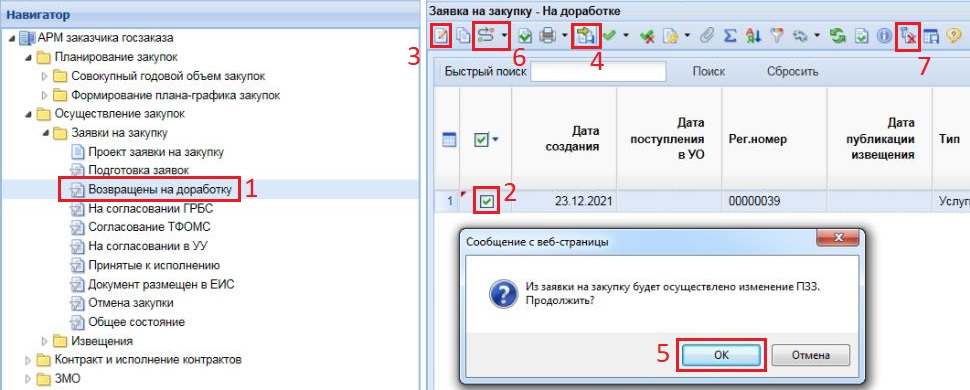 Навигатор
АРМ заказчика госзаказа
Планирование закупок
Совокупный годовой объем закупок
Формирование плана-графика закупок
Осуществление закупок
Заявки на закупку
Проект заявки на закупку
Подготовка заявок
Возвращены на доработку 1
На согласовании ГРБС
Согласование ТФОМС
На согласовании в УУ
Принятые к исполнению
Документ размещен в ЕИС
Отмена закупки
Общее состояние
Извещения
Контракт и исполнение контрактов
ЗМО
Заявка на закупку - На доработке
3 6 4 7
Быстрый поиск Поиск Сбросить
Дата создания
Дата поступления в УО
Рег.номер
Дата публикации извещения
Тип
1 2 23.12.2021 00000039 Услуг
Сообщение с веб-страницы
Из заявки на закупку будет осуществлено изменение ПЗЗ.
Продолжить?
5 OK Отмена